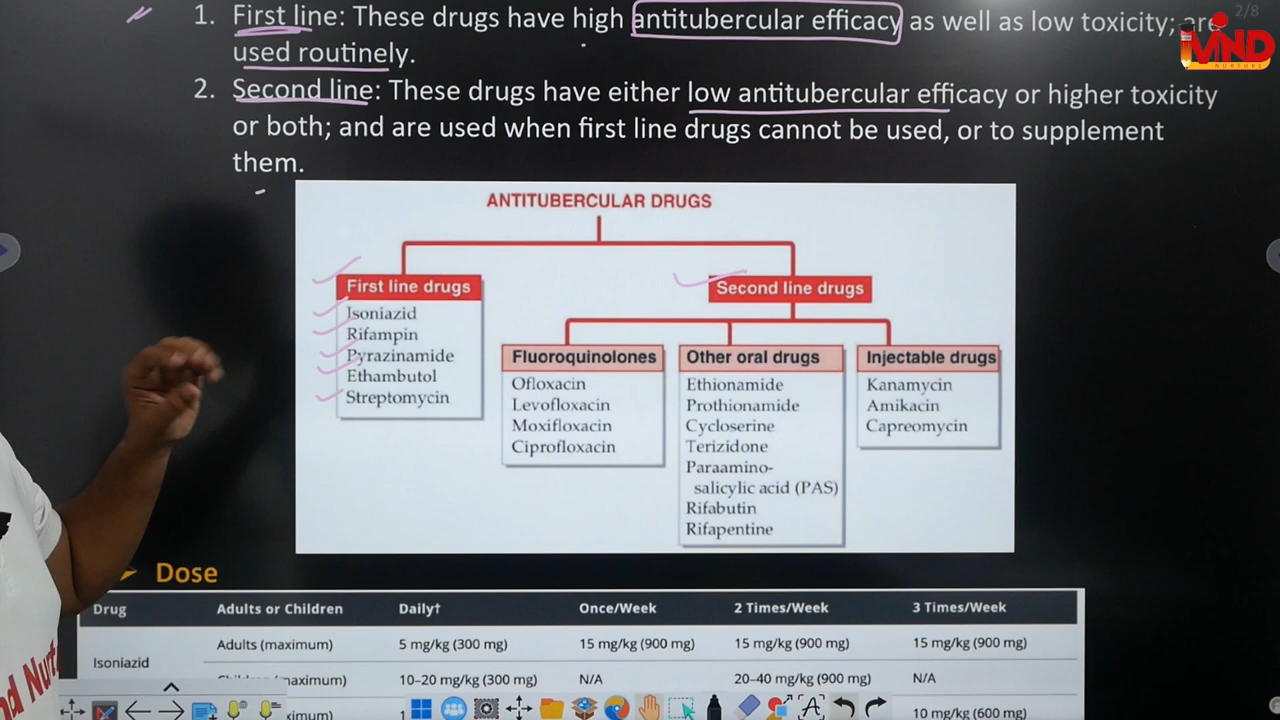 2/8
1. First line: These drugs have high antitubercular efficacy as well as low toxicity; are
used routinely.
MIND
NURTURE
2. Second line: These drugs have either low antitubercular efficacy or higher toxicity
or both; and are used when first line drugs cannot be used, or to supplement
them.
ANTITUBERCULAR DRUGS
First line drugs
Isoniazid
Rifampin
Pyrazinamide
Ethambutol
Streptomycin
Second line drugs
Fluoroquinolones
Ofloxacin
Levofloxacin
Moxifloxacin
Ciprofloxacin
Other oral drugs
Ethionamide
Prothionamide
Cycloserine
Terizidone
Paraamino-
salicylic acid (PAS)
Rifabutin
Rifapentine
Injectable drugs
Kanamycin
Amikacin
Capreomycin
Dose
Drug Adults or Children Daily† Once/Week 2 Times/Week 3 Times/Week
Isoniazid
Adults (maximum) 5 mg/kg (300 mg) 15 mg/kg (900 mg) 15 mg/kg (900 mg) 15 mg/kg (900 mg)
10–20 mg/kg (300 mg) N/A 20–40 mg/kg (900 mg) N/A
10 mg/kg (600 mg)